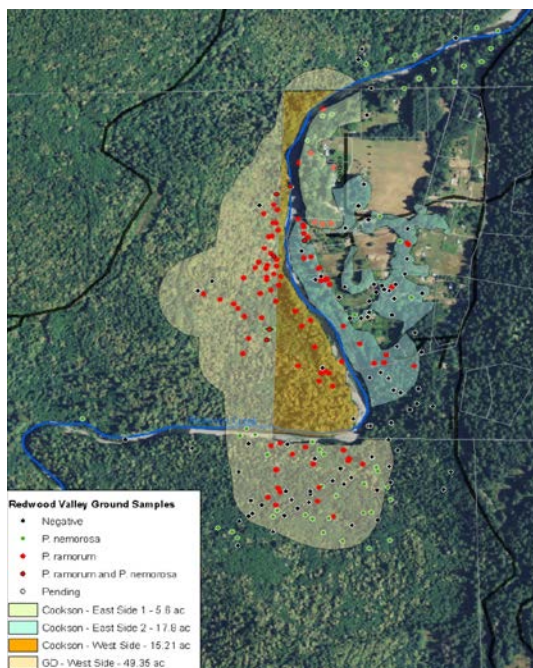 Redwood Valley Ground Samples
Negative
P. nemorosa
P. ramorum
P. ramorum and P. nemorosa
Pending
Cookson - East Side 1 - 5.6 ac
Cookson - East Side 2 - 17.8 ac
Cookson - West Side - 15.21 ac
GD - West Side - 49.35 ac